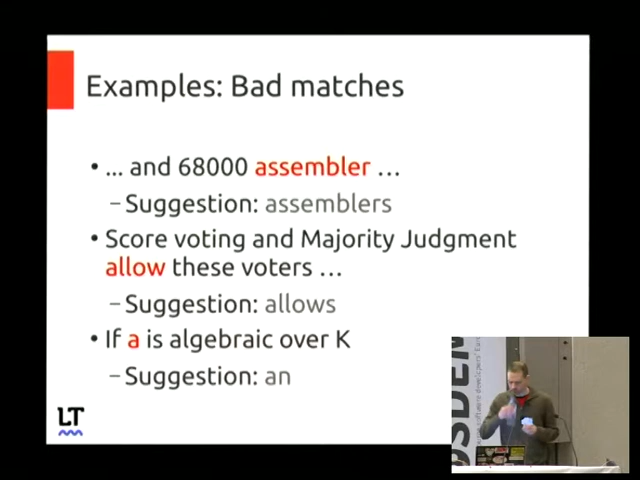 Examples: Bad matches
• ... and 68000 assembler ...
– Suggestion: assemblers
• Score voting and Majority Judgment
allow these voters ...
– Suggestion: allows
• If a is algebraic over K
– Suggestion: an
LT
OSDEM